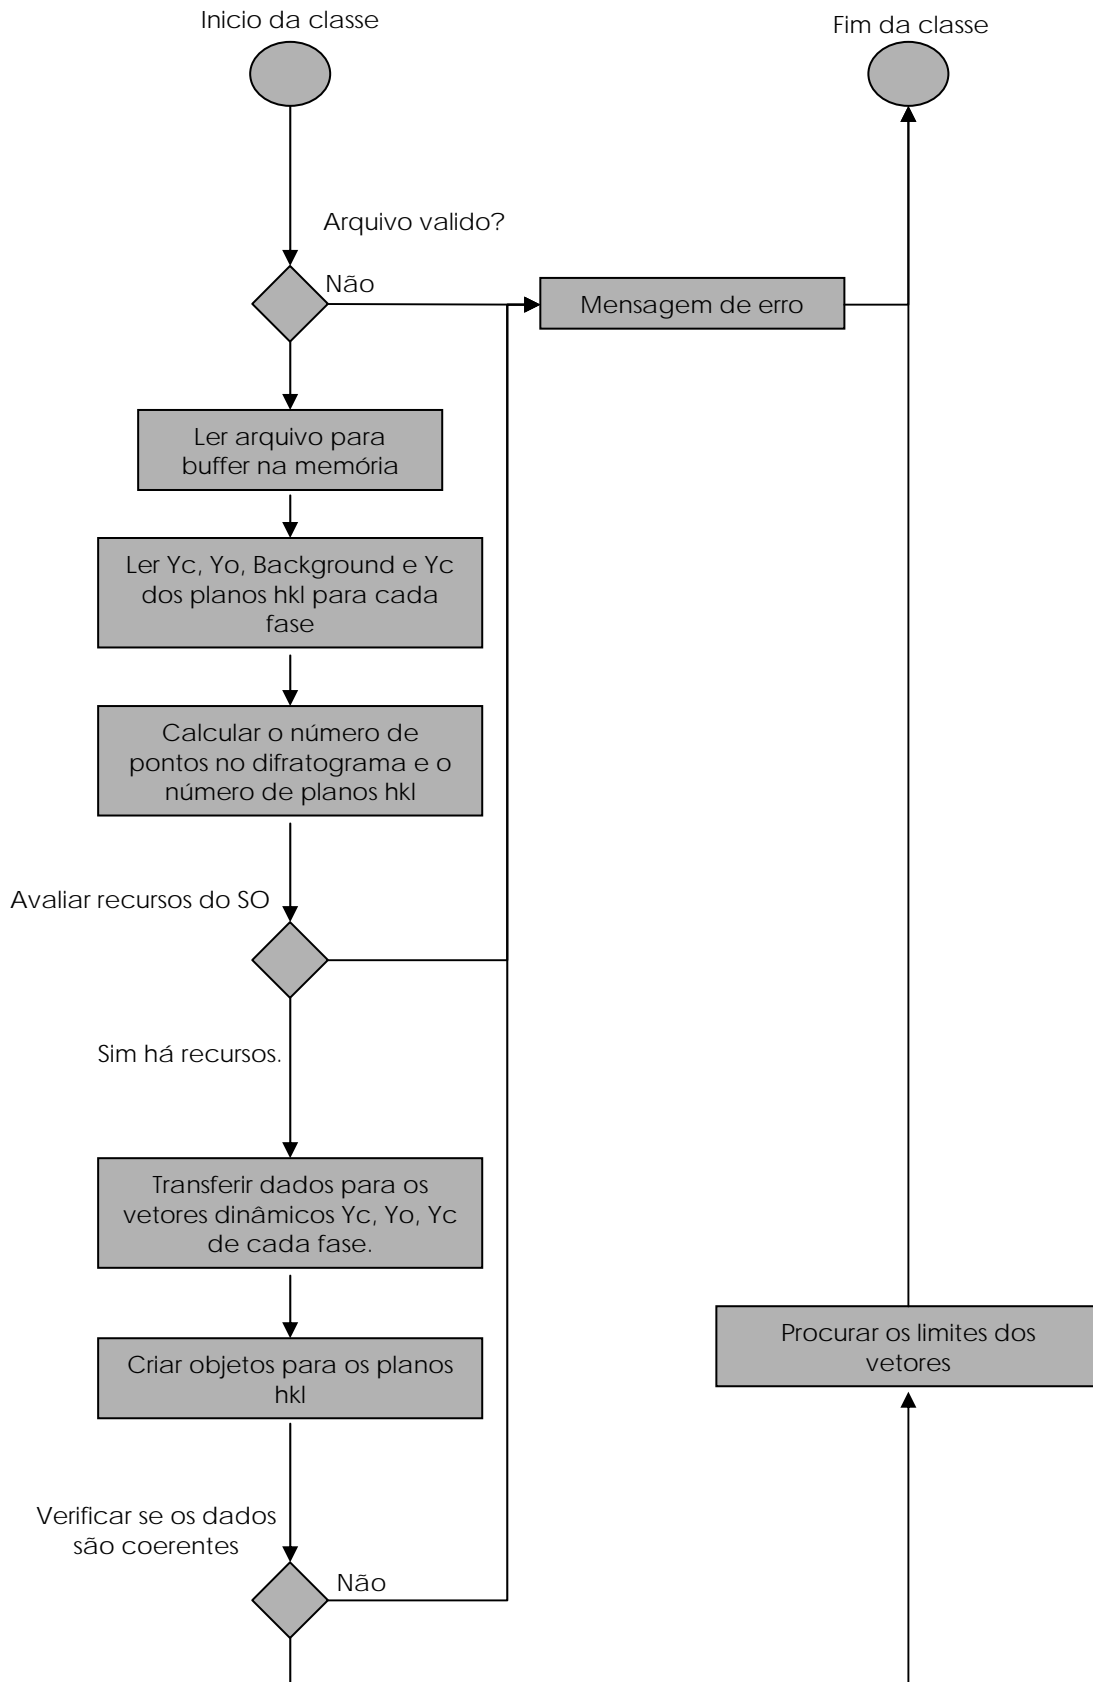 Inicio da classe
Fim da classe
Arquivo valido?
Não
Mensagem de erro
Ler arquivo para
buffer na memória
Ler Yc, Yo, Background e Yc
dos planos hkl para cada
fase
Calcular o número de
pontos no difratograma e o
número de planos hkl
Avaliar recursos do SO
Sim há recursos.
Transferir dados para os
vetores dinâmicos Yc, Yo, Yc
de cada fase.
Procurar os limites dos
vetores
Criar objetos para os planos
hkl
Verificar se os dados
são coerentes
Não